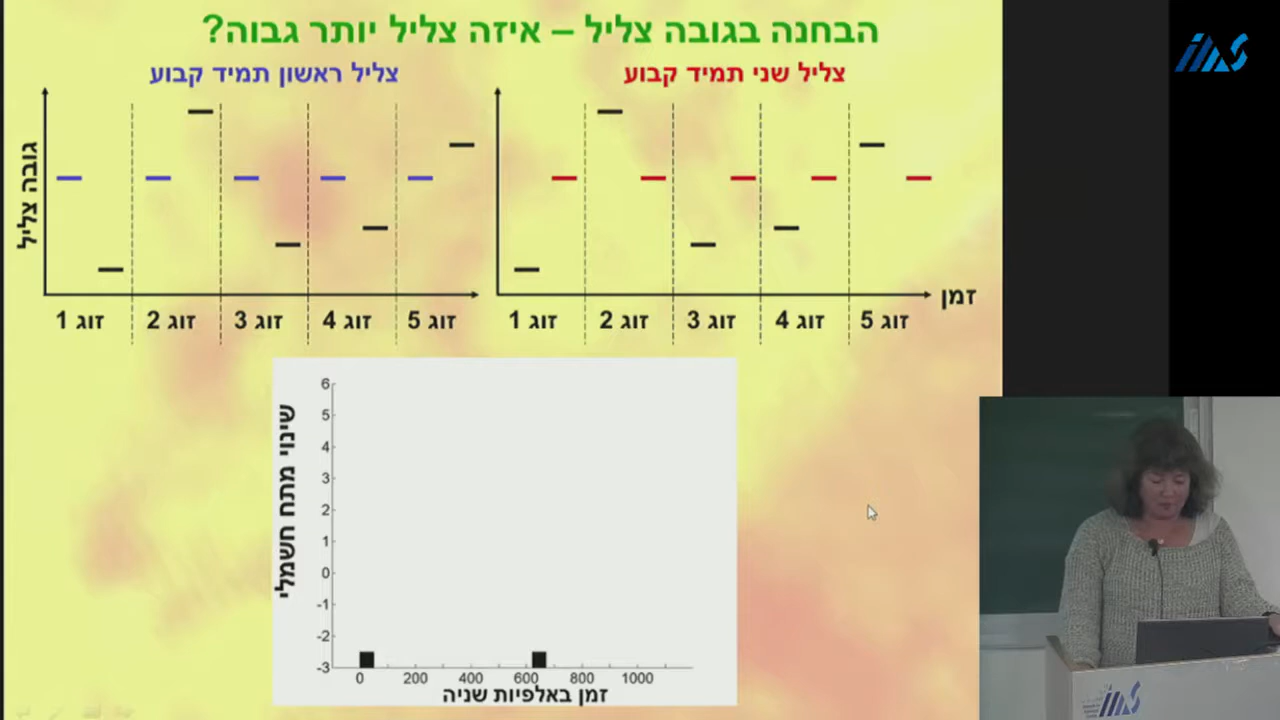 הבחנה בגובה צליל – איזה צליל יותר גבוה?
צליל שני תמיד קבוע
צליל ראשון תמיד קבוע
גובה צליל
זמן
זוג 1 זוג 2 זוג 3 זוג 4 זוג 5
זוג 1 זוג 2 זוג 3 זוג 4 זוג 5
שינוי מתח חשמלי
6
5
4
3
2
1
0
-1
-2
-3
0 200 400 600 800 1000
זמן באלפיות שניה